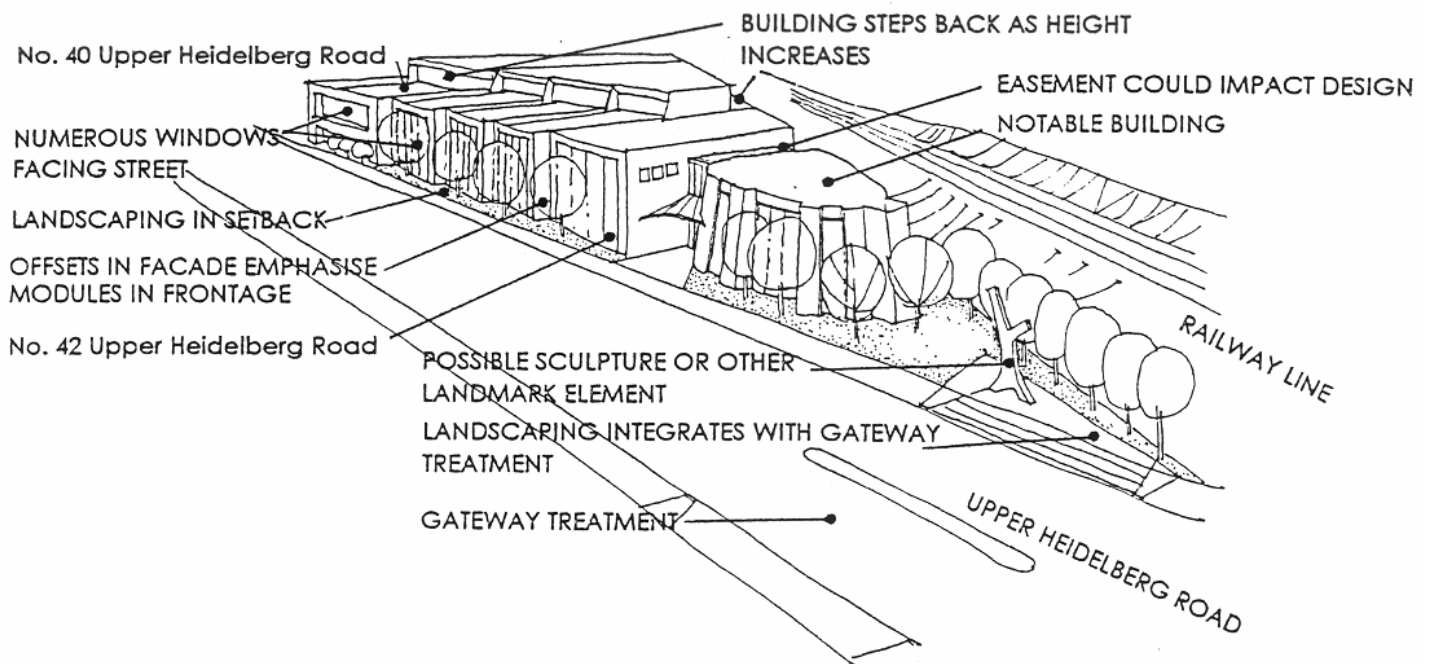 BUILDING STEPS BACK AS HEIGHT
INCREASES
No. 40 Upper Heidelberg Road
EASEMENT COULD IMPACT DESIGN
NOTABLE BUILDING
NUMEROUS WINDOWS
FACING STREET
LANDSCAPING IN SETBACK
OFFSETS IN FACADE EMPHASISE
MODULES IN FRONTAGE
No. 42 Upper Heidelberg Road
POSSIBLE SCULPTURE OR OTHER
LANDMARK ELEMENT
LANDSCAPING INTEGRATES WITH GATEWAY
TREATMENT
GATEWAY TREATMENT
RAILWAY LINE
UPPER HEIDELBERG ROAD